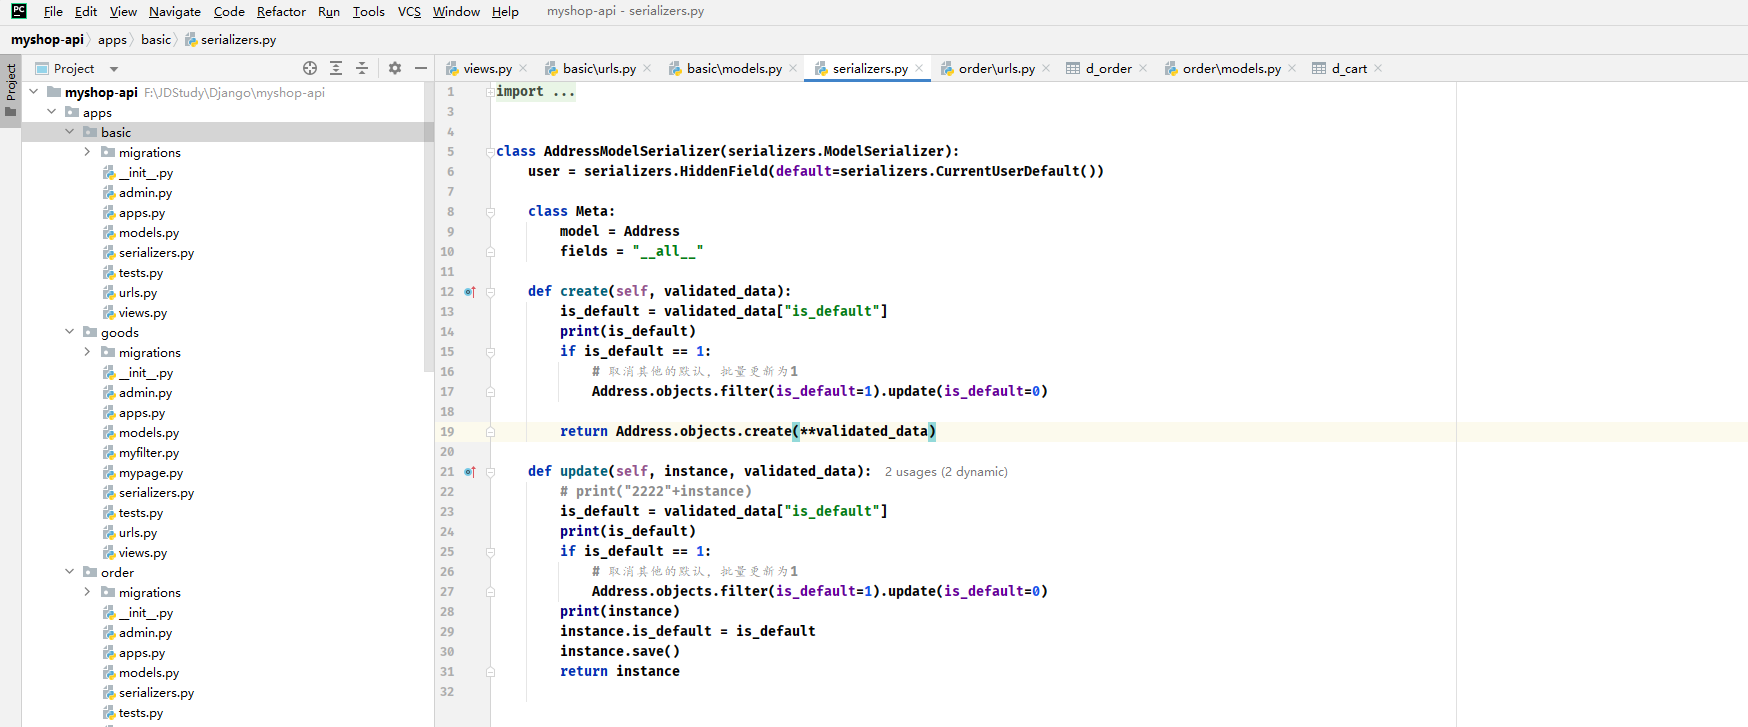 PC File Edit View Navigate Code Refactor Run Tools VCS Window Help myshop-api - serializers.py
myshop-api apps basic serializers.py
Project
Project
views.py basic\urls.py basic\models.py serializers.py order\urls.py d_order order\models.py d_cart
myshop-api F:\JDStudy\Django\myshop-api
apps
basic
migrations
__init__.py
admin.py
apps.py
models.py
serializers.py
tests.py
urls.py
views.py
goods
migrations
__init__.py
admin.py
apps.py
models.py
myfilter.py
mypage.py
serializers.py
tests.py
urls.py
views.py
order
migrations
__init__.py
admin.py
apps.py
models.py
serializers.py
tests.py
1 import ...
3
4
5 class AddressModelSerializer(serializers.ModelSerializer):
6 user = serializers.HiddenField(default=serializers.CurrentUserDefault())
7
8 class Meta:
9 model = Address
10 fields = "__all__"
11
12 def create(self, validated_data):
13 is_default = validated_data["is_default"]
14 print(is_default)
15 if is_default == 1:
16 # 取消其他的默认，批量更新为1
17 Address.objects.filter(is_default=1).update(is_default=0)
18
19 return Address.objects.create(**validated_data)
20
21 def update(self, instance, validated_data): 2 usages (2 dynamic)
22 # print("2222"+instance)
23 is_default = validated_data["is_default"]
24 print(is_default)
25 if is_default == 1:
26 # 取消其他的默认，批量更新为1
27 Address.objects.filter(is_default=1).update(is_default=0)
28 print(instance)
29 instance.is_default = is_default
30 instance.save()
31 return instance
32